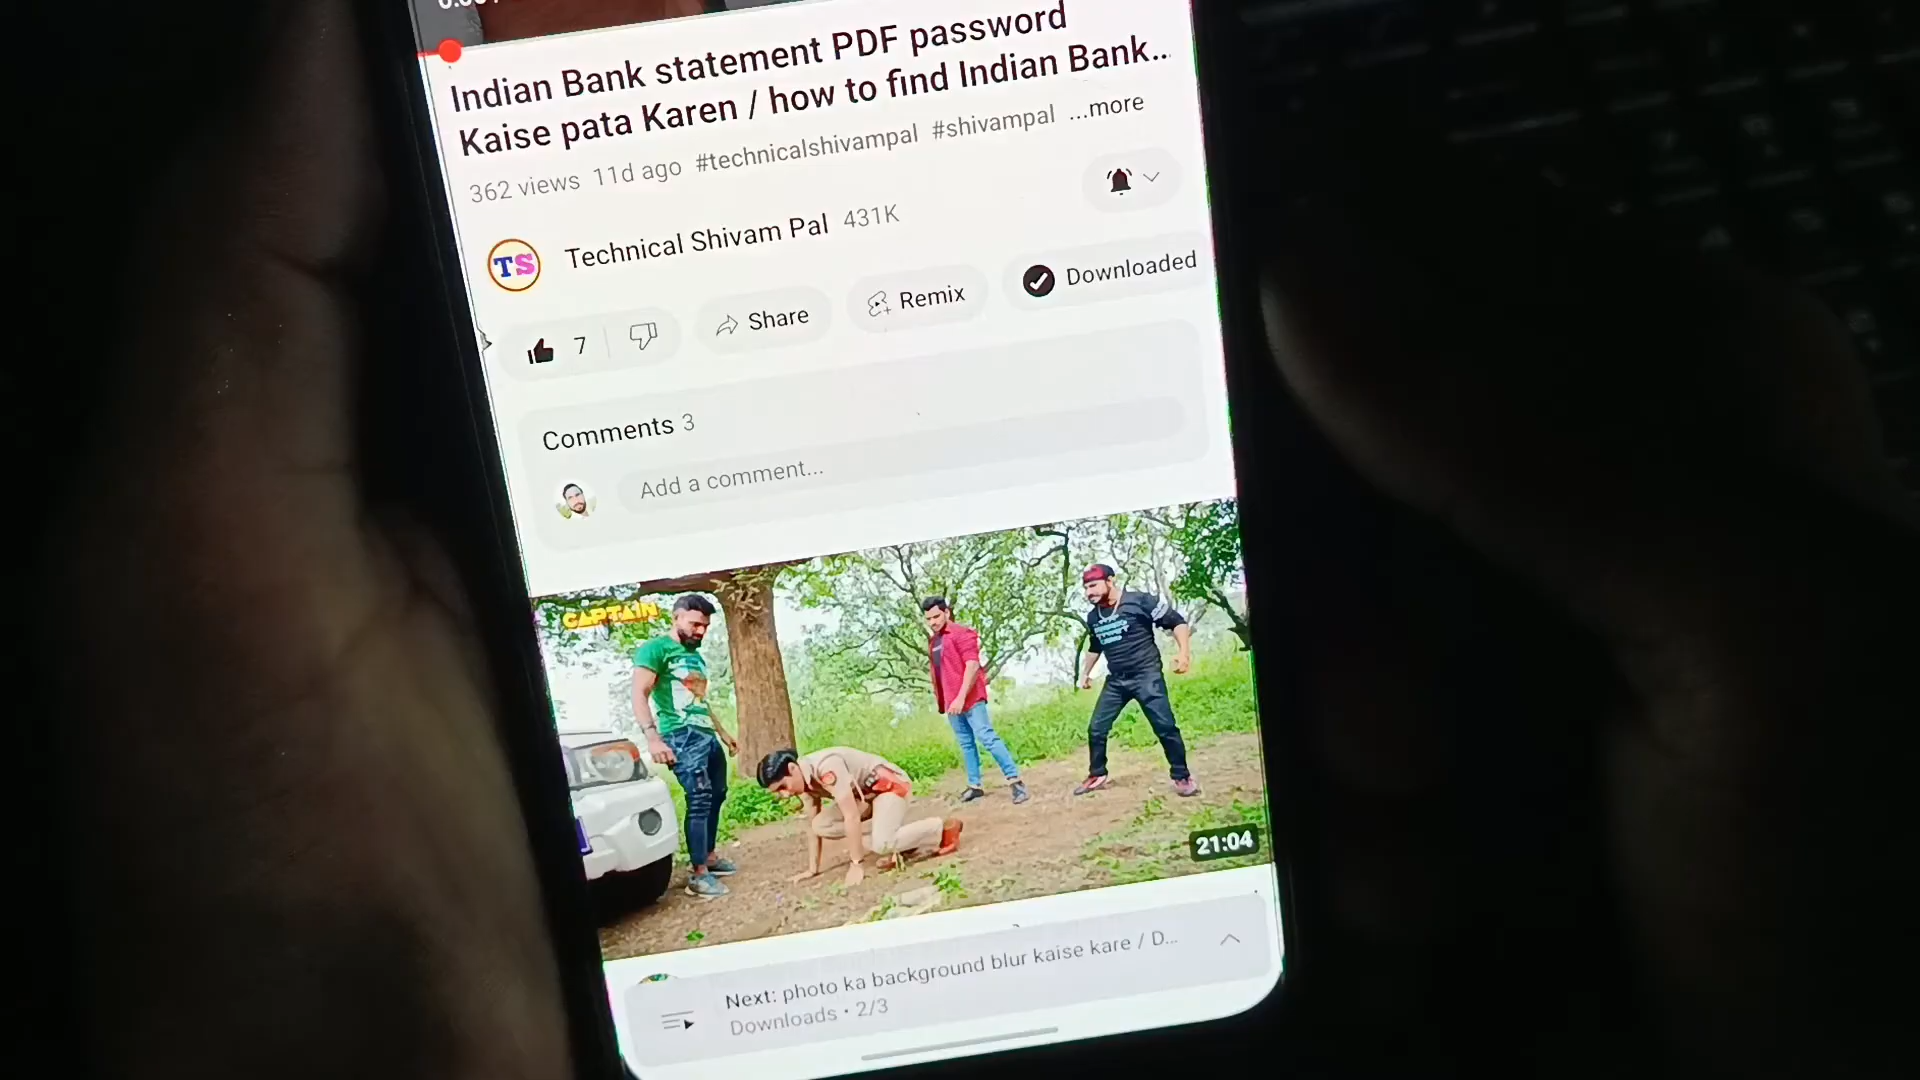 Indian Bank statement PDF password
Kaise pata Karen / how to find Indian Bank...
362 views 11d ago #technicalshivampal #shivampal ...more
TS Technical Shivam Pal 431K
7 Share Remix Downloaded
Comments 3
Add a comment...
CAPTAIN
21:04
Next: photo ka background blur kaise kare / D...
Downloads • 2/3